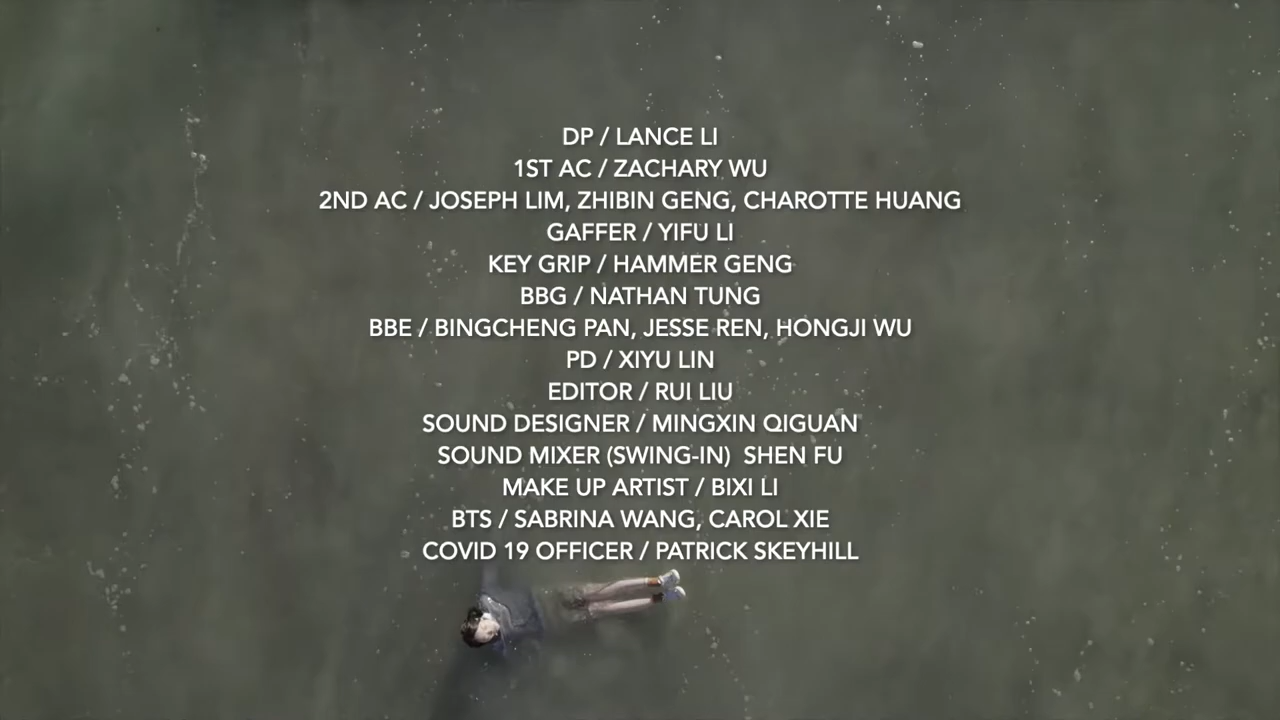 DP / LANCE LI
1ST AC / ZACHARY WU
2ND AC / JOSEPH LIM, ZHIBIN GENG, CHAROTTE HUANG
GAFFER / YIFU LI
KEY GRIP / HAMMER GENG
BBG / NATHAN TUNG
BBE / BINGCHENG PAN, JESSE REN, HONGJI WU
PD / XIYU LIN
EDITOR / RUI LIU
SOUND DESIGNER / MINGXIN QIGUAN
SOUND MIXER (SWING-IN)  SHEN FU
MAKE UP ARTIST / BIXI LI
BTS / SABRINA WANG, CAROL XIE
COVID 19 OFFICER / PATRICK SKEYHILL